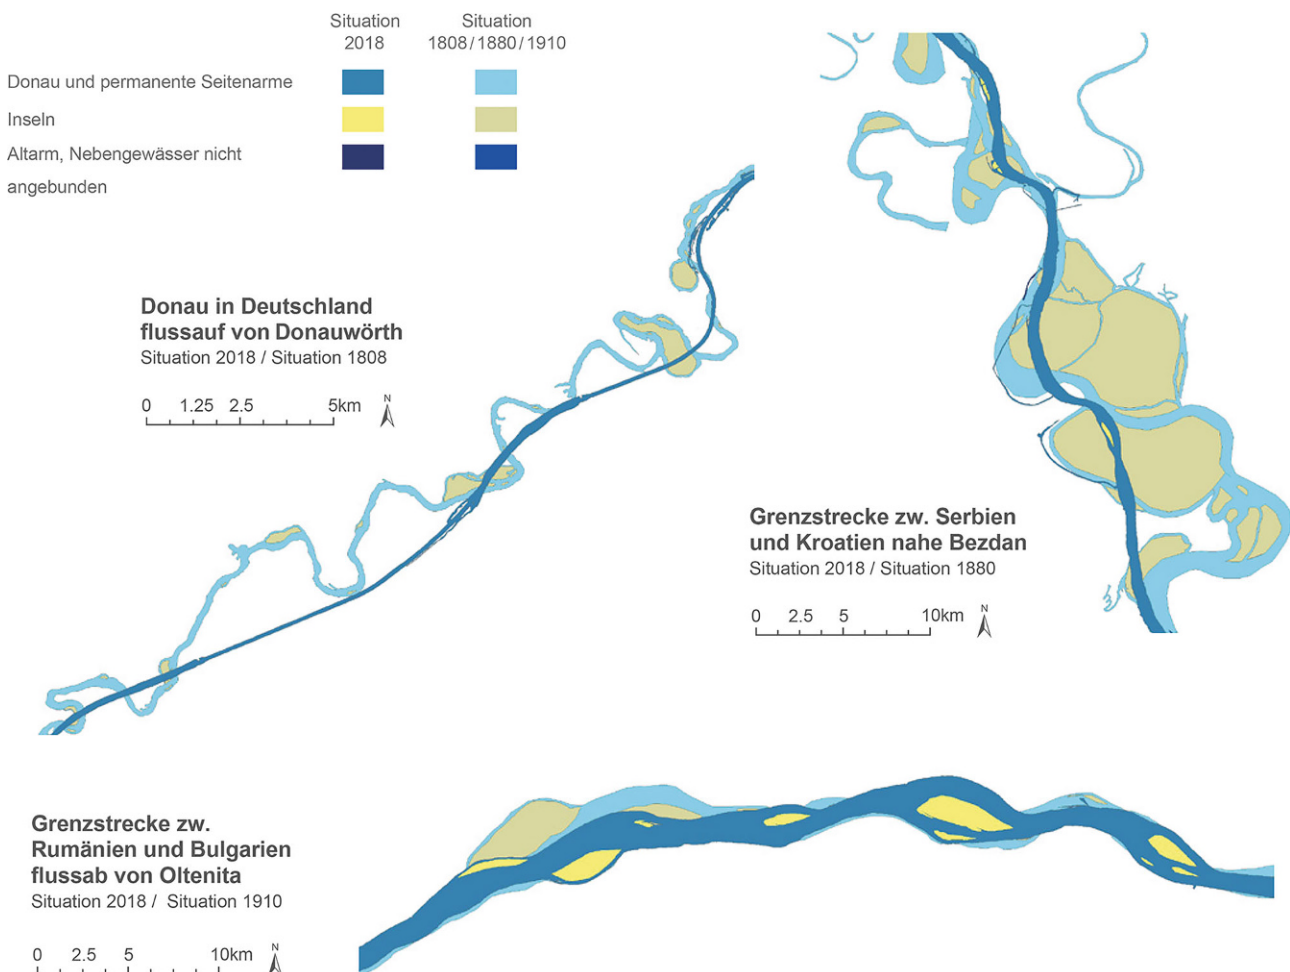 Situation 2018
Situation 1808/1880/1910
Donau und permanente Seitenarme
Inseln
Altarm, Nebengewässer nicht
angebunden
Donau in Deutschland
flussauf von Donauwörth
Situation 2018 / Situation 1808
0 1.25 2.5 5km N
Grenzstrecke zw. Serbien
und Kroatien nahe Bezdan
Situation 2018 / Situation 1880
0 2.5 5 10km N
Grenzstrecke zw.
Rumänien und Bulgarien
flussab von Oltenita
Situation 2018 / Situation 1910
0 2.5 5 10km N